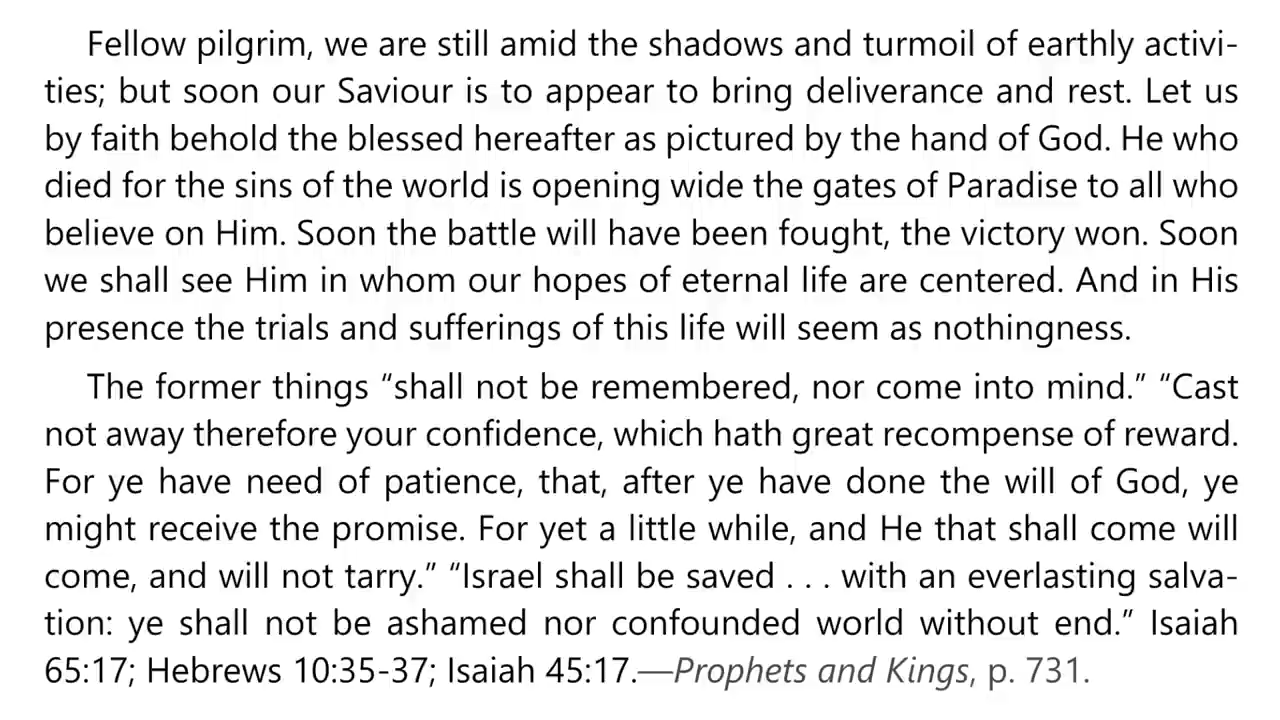 Fellow pilgrim, we are still amid the shadows and turmoil of earthly activi-
ties; but soon our Saviour is to appear to bring deliverance and rest. Let us
by faith behold the blessed hereafter as pictured by the hand of God. He who
died for the sins of the world is opening wide the gates of Paradise to all who
believe on Him. Soon the battle will have been fought, the victory won. Soon
we shall see Him in whom our hopes of eternal life are centered. And in His
presence the trials and sufferings of this life will seem as nothingness.
The former things “shall not be remembered, nor come into mind.” “Cast
not away therefore your confidence, which hath great recompense of reward.
For ye have need of patience, that, after ye have done the will of God, ye
might receive the promise. For yet a little while, and He that shall come will
come, and will not tarry.” “Israel shall be saved . . . with an everlasting salva-
tion: ye shall not be ashamed nor confounded world without end.” Isaiah
65:17; Hebrews 10:35-37; Isaiah 45:17.—Prophets and Kings, p. 731.